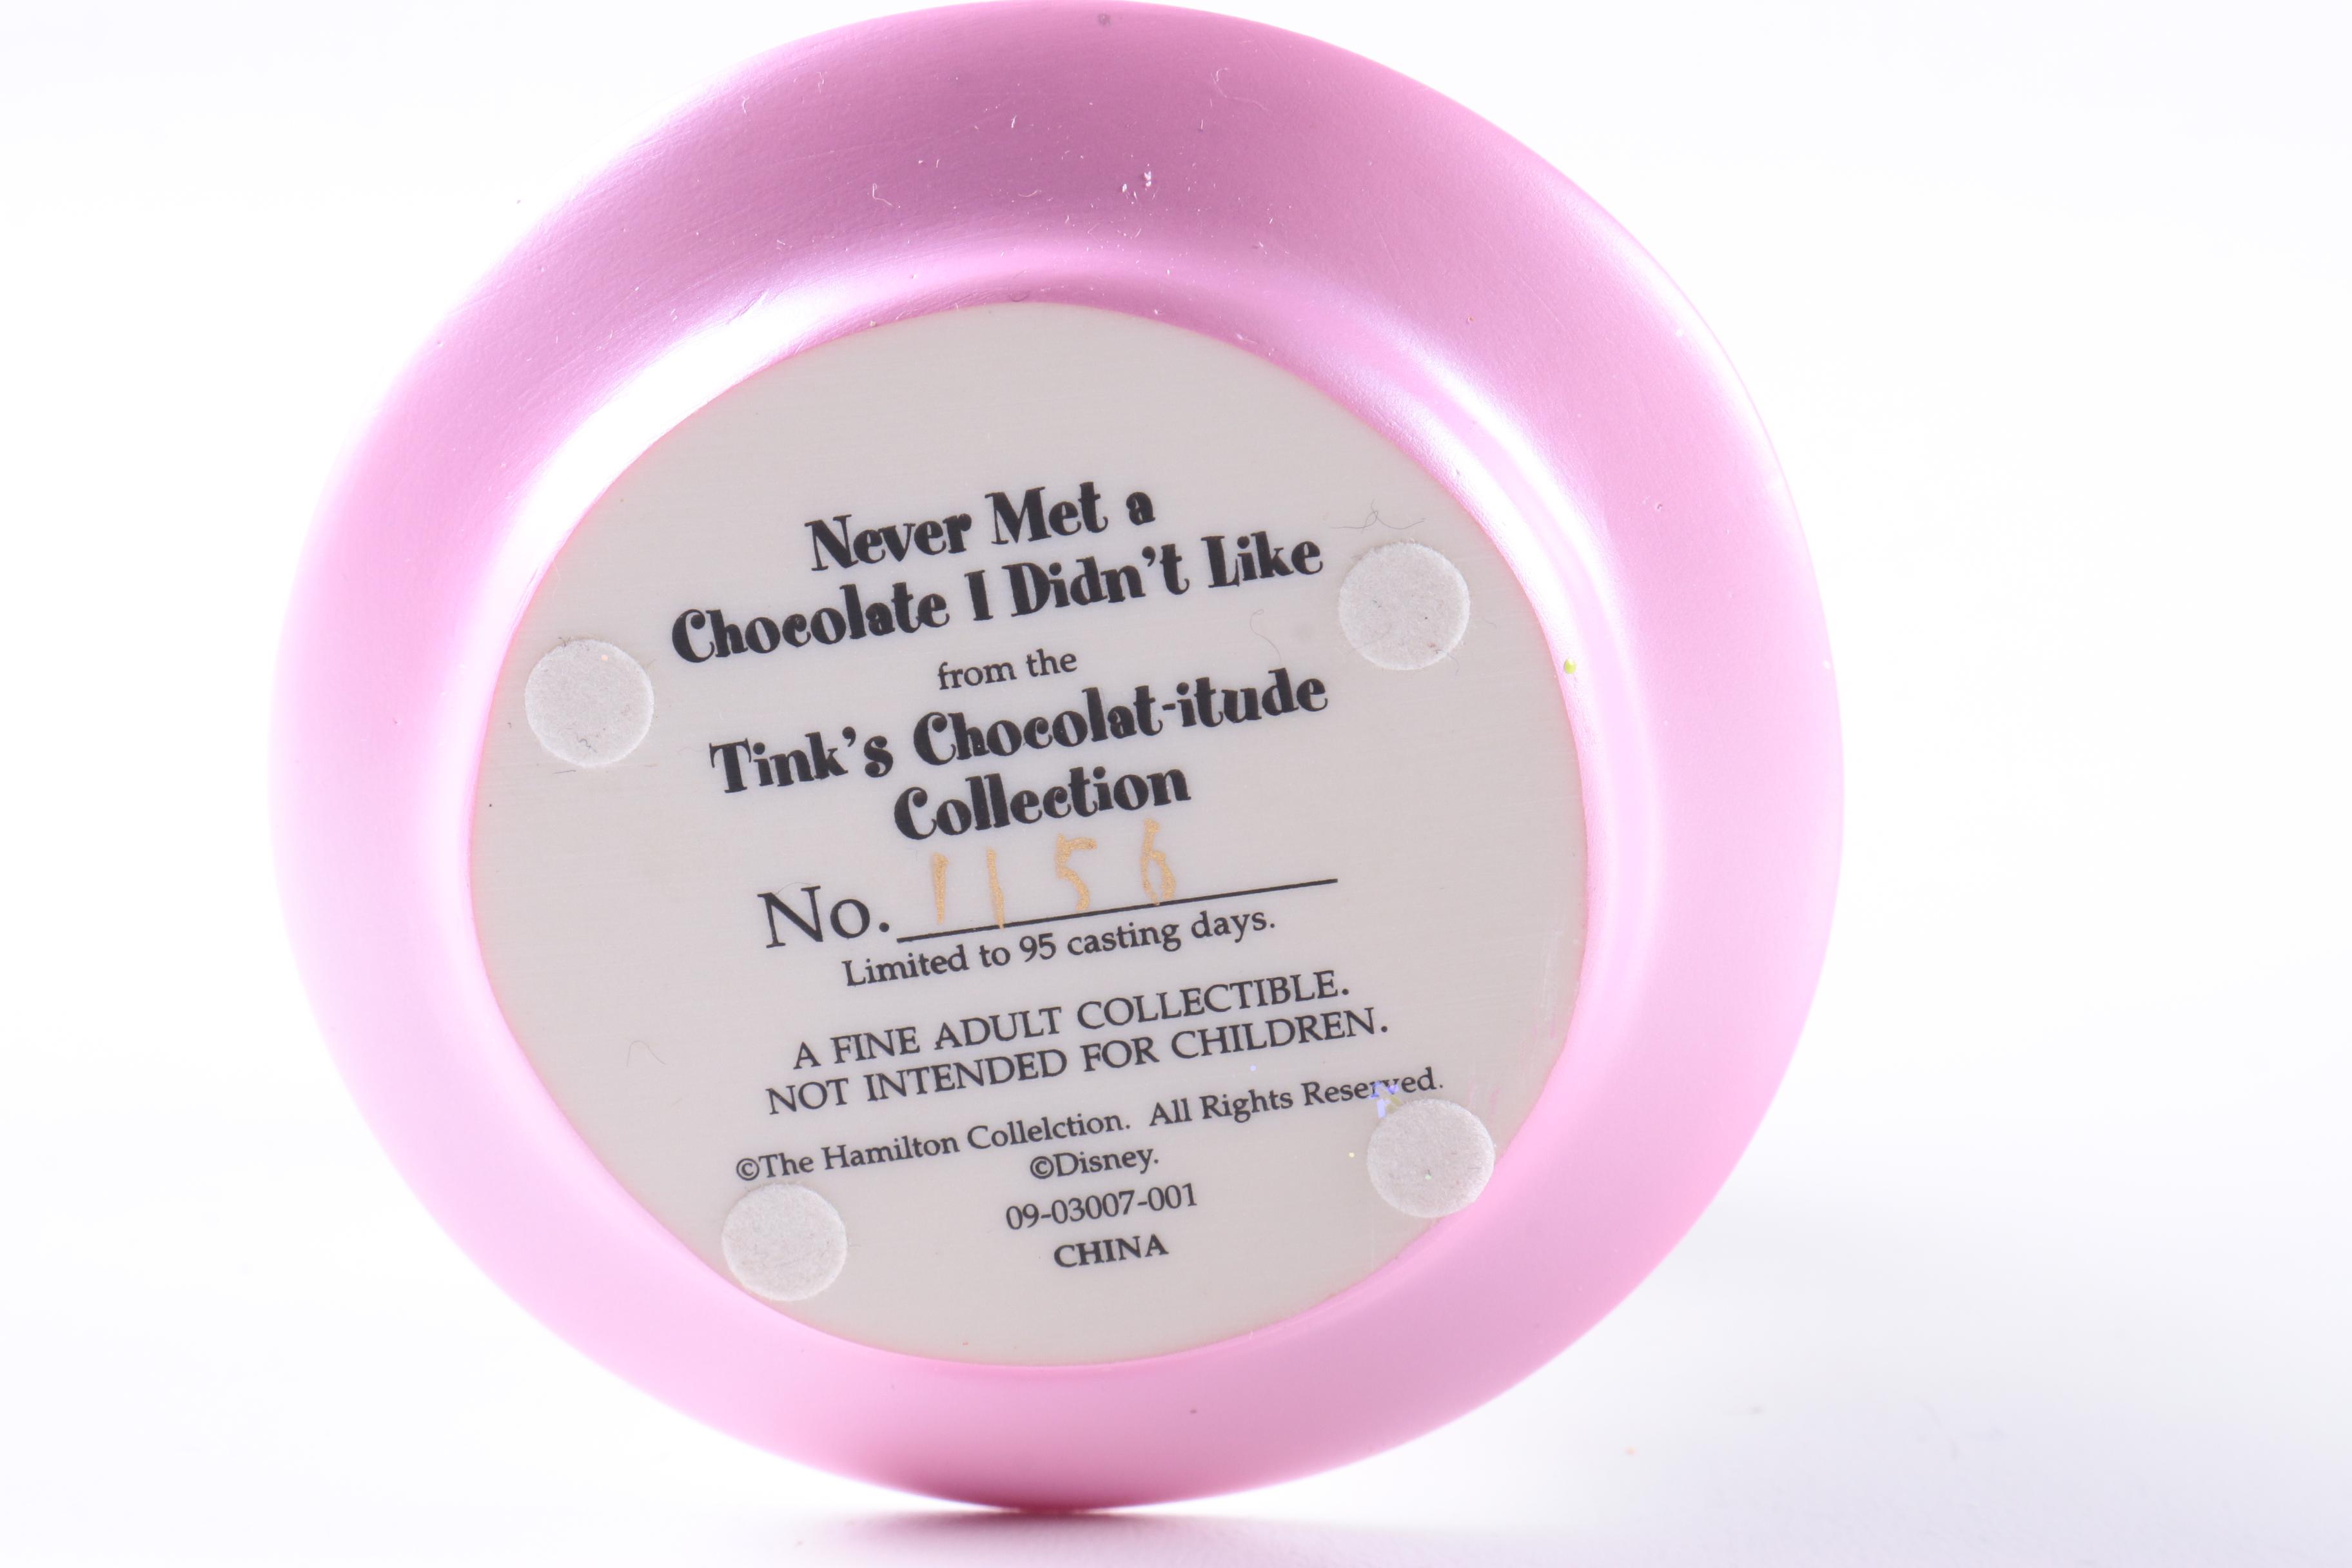 Never Met a
Chocolate I Didn't Like
from the
Tink's Chocolat-itude
Collection
No. 1156
Limited to 95 casting days.
A FINE ADULT COLLECTIBLE.
NOT INTENDED FOR CHILDREN.
©The Hamilton Collelction. All Rights Reserved.
©Disney.
09-03007-001
CHINA